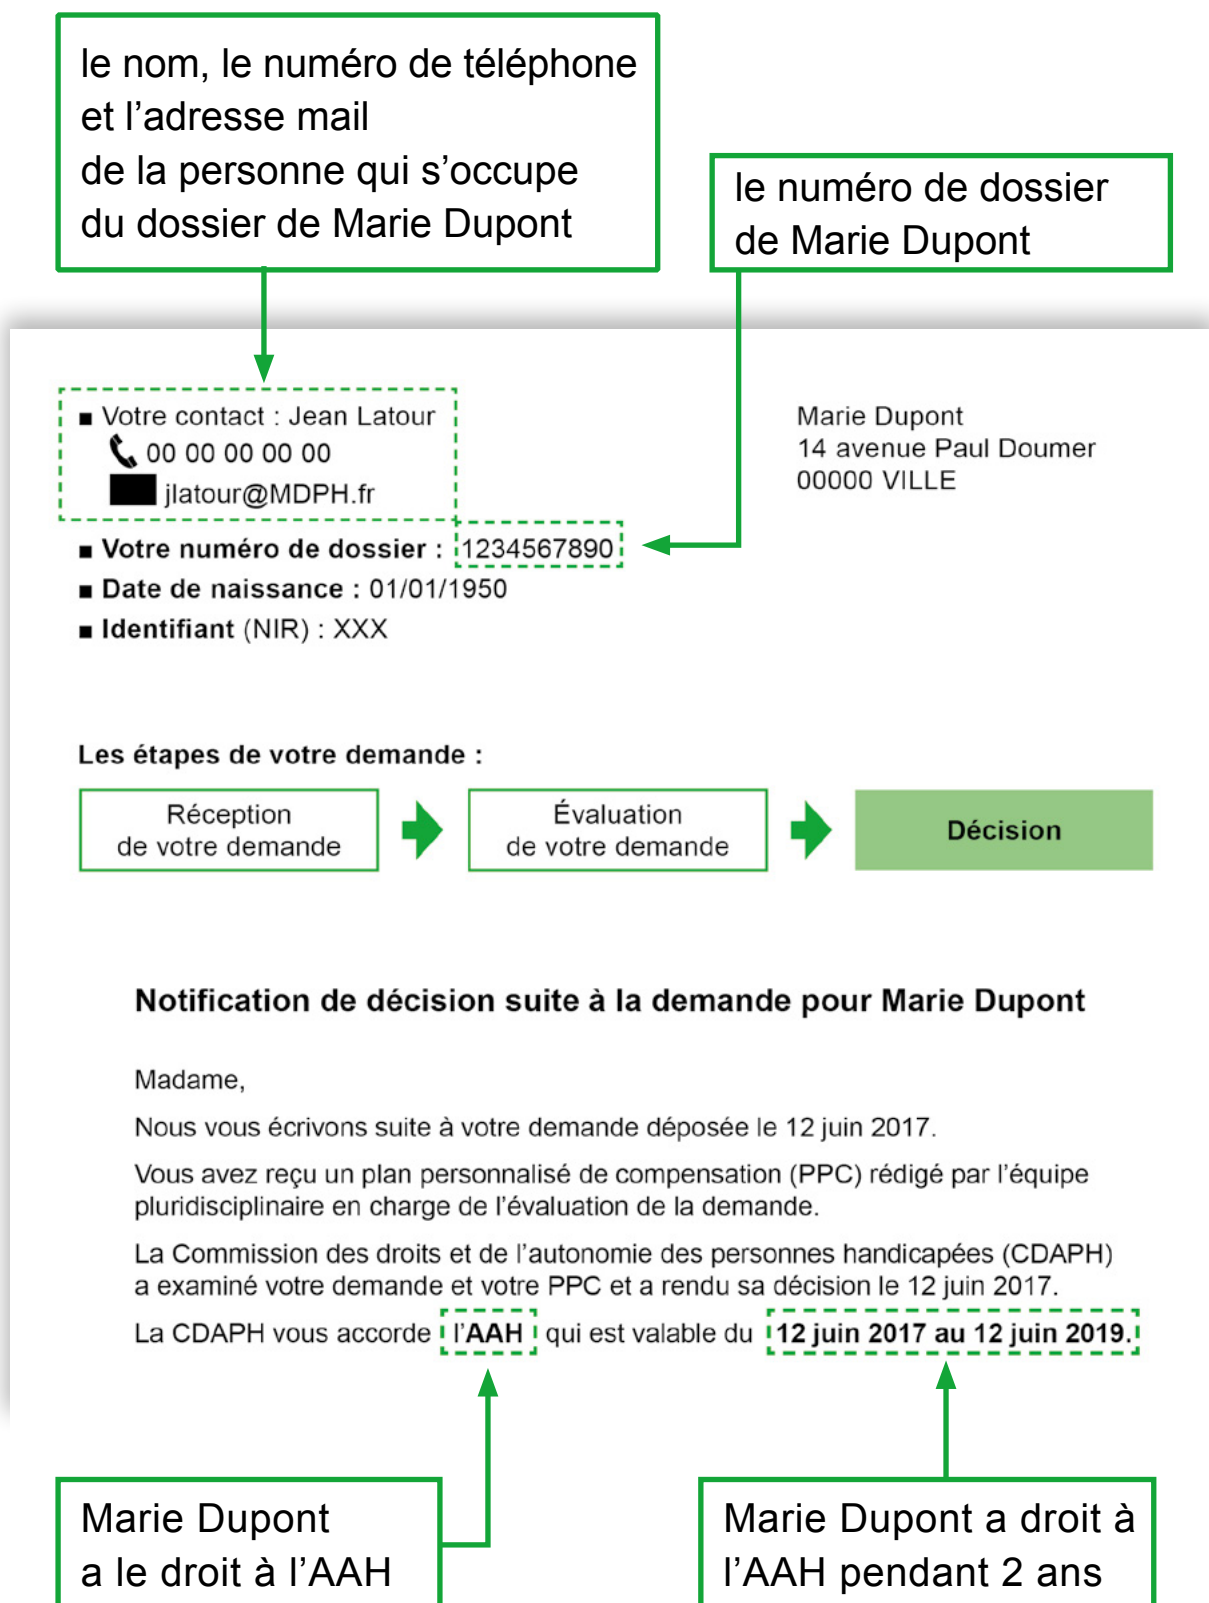 le nom, le numéro de téléphone
et l’adresse mail
de la personne qui s’occupe
du dossier de Marie Dupont
le numéro de dossier
de Marie Dupont
■ Votre contact : Jean Latour
00 00 00 00 00
jlatour@MDPH.fr
Marie Dupont
14 avenue Paul Doumer
00000 VILLE
■ Votre numéro de dossier : 1234567890
■ Date de naissance : 01/01/1950
■ Identifiant (NIR) : XXX
Les étapes de votre demande :
Réception
de votre demande
Évaluation
de votre demande
Décision
Notification de décision suite à la demande pour Marie Dupont
Madame,
Nous vous écrivons suite à votre demande déposée le 12 juin 2017.
Vous avez reçu un plan personnalisé de compensation (PPC) rédigé par l’équipe
pluridisciplinaire en charge de l’évaluation de la demande.
La Commission des droits et de l’autonomie des personnes handicapées (CDAPH)
a examiné votre demande et votre PPC et a rendu sa décision le 12 juin 2017.
La CDAPH vous accorde l’AAH qui est valable du 12 juin 2017 au 12 juin 2019.
Marie Dupont
a le droit à l’AAH
Marie Dupont a droit à
l’AAH pendant 2 ans